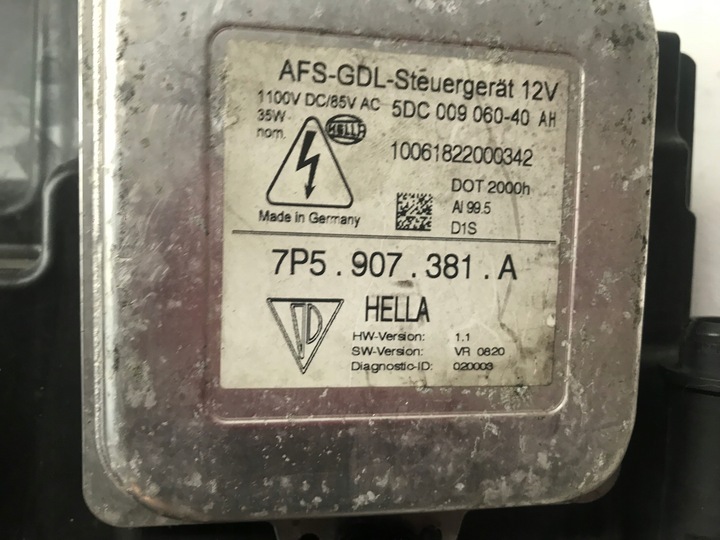 AFS-GDL-Steuergerät 12V
1100V DC/85V AC 5DC 009 060-40 AH
35W
nom.
HELLA
10061822000342
DOT 2000h
Al 99.5
D1S
Made in Germany
7P5.907.381.A
HELLA
HW-Version: 1.1
SW-Version: VR 0820
Diagnostic-ID: 020003